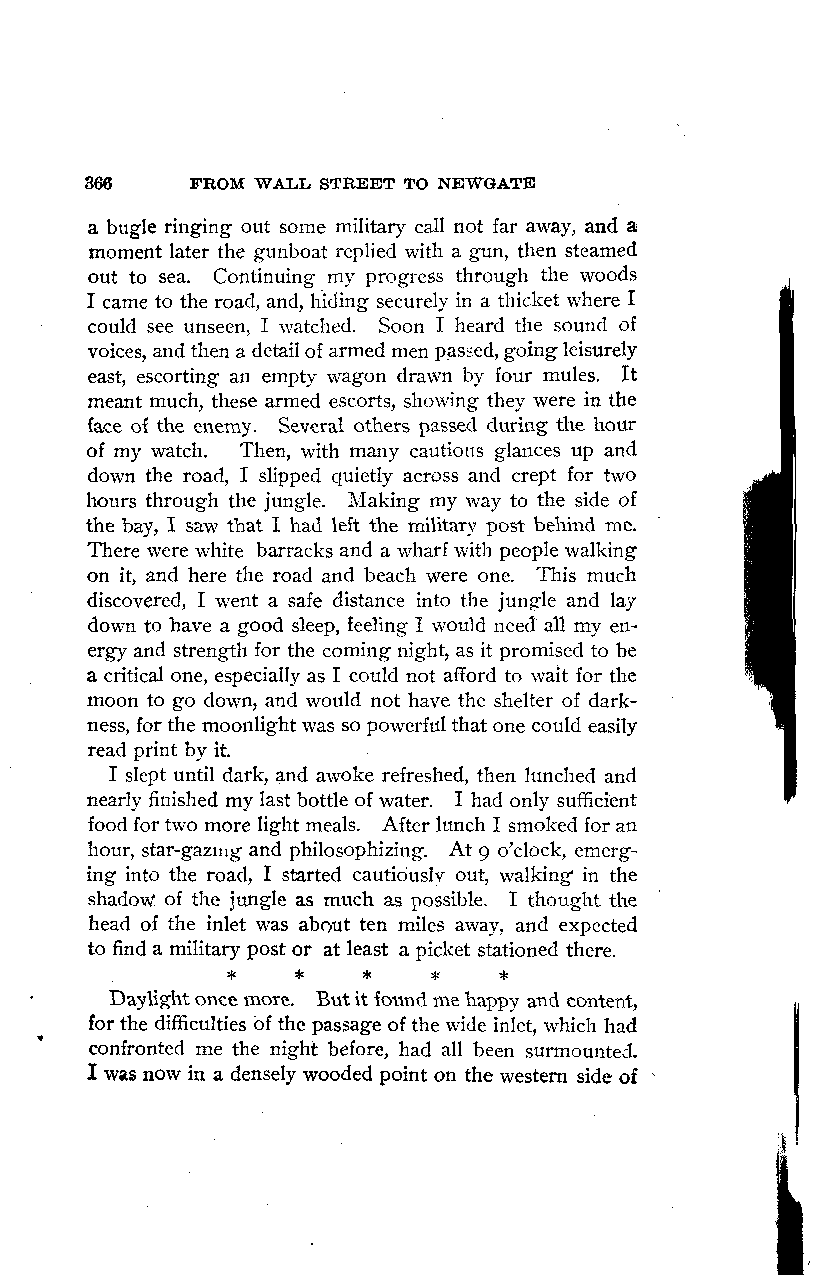 366 FROM WALL STREET TO NEWGATE
a bugle ringing out some military call not far away, and a
moment later the gunboat replied with a gun, then steamed
out to sea. Continuing my progress through the woods
I came to the road, and, hiding securely in a thicket where I
could see unseen, I watched. Soon I heard the sound of
voices, and then a detail of armed men passed, going leisurely
east, escorting an empty wagon drawn by four mules. It
meant much, these armed escorts, showing they were in the
face of the enemy. Several others passed during the hour
of my watch. Then, with many cautious glances up and
down the road, I slipped quietly across and crept for two
hours through the jungle. Making my way to the side of
the bay, I saw that I had left the military post behind me.
There were white barracks and a wharf with people walking
on it, and here the road and beach were one. This much
discovered, I went a safe distance into the jungle and lay
down to have a good sleep, feeling I would need all my en-
ergy and strength for the coming night, as it promised to be
a critical one, especially as I could not afford to wait for the
moon to go down, and would not have the shelter of dark-
ness, for the moonlight was so powerful that one could easily
read print by it.
I slept until dark, and awoke refreshed, then lunched and
nearly finished my last bottle of water. I had only sufficient
food for two more light meals. After lunch I smoked for an
hour, star-gazing and philosophizing. At 9 o'clock, emerg-
ing into the road, I started cautiously out, walking in the
shadow of the jungle as much as possible. I thought the
head of the inlet was about ten miles away, and expected
to find a military post or at least a picket stationed there.
* * * * *
Daylight once more. But it found me happy and content,
for the difficulties of the passage of the wide inlet, which had
confronted me the night before, had all been surmounted.
I was now in a densely wooded point on the western side of